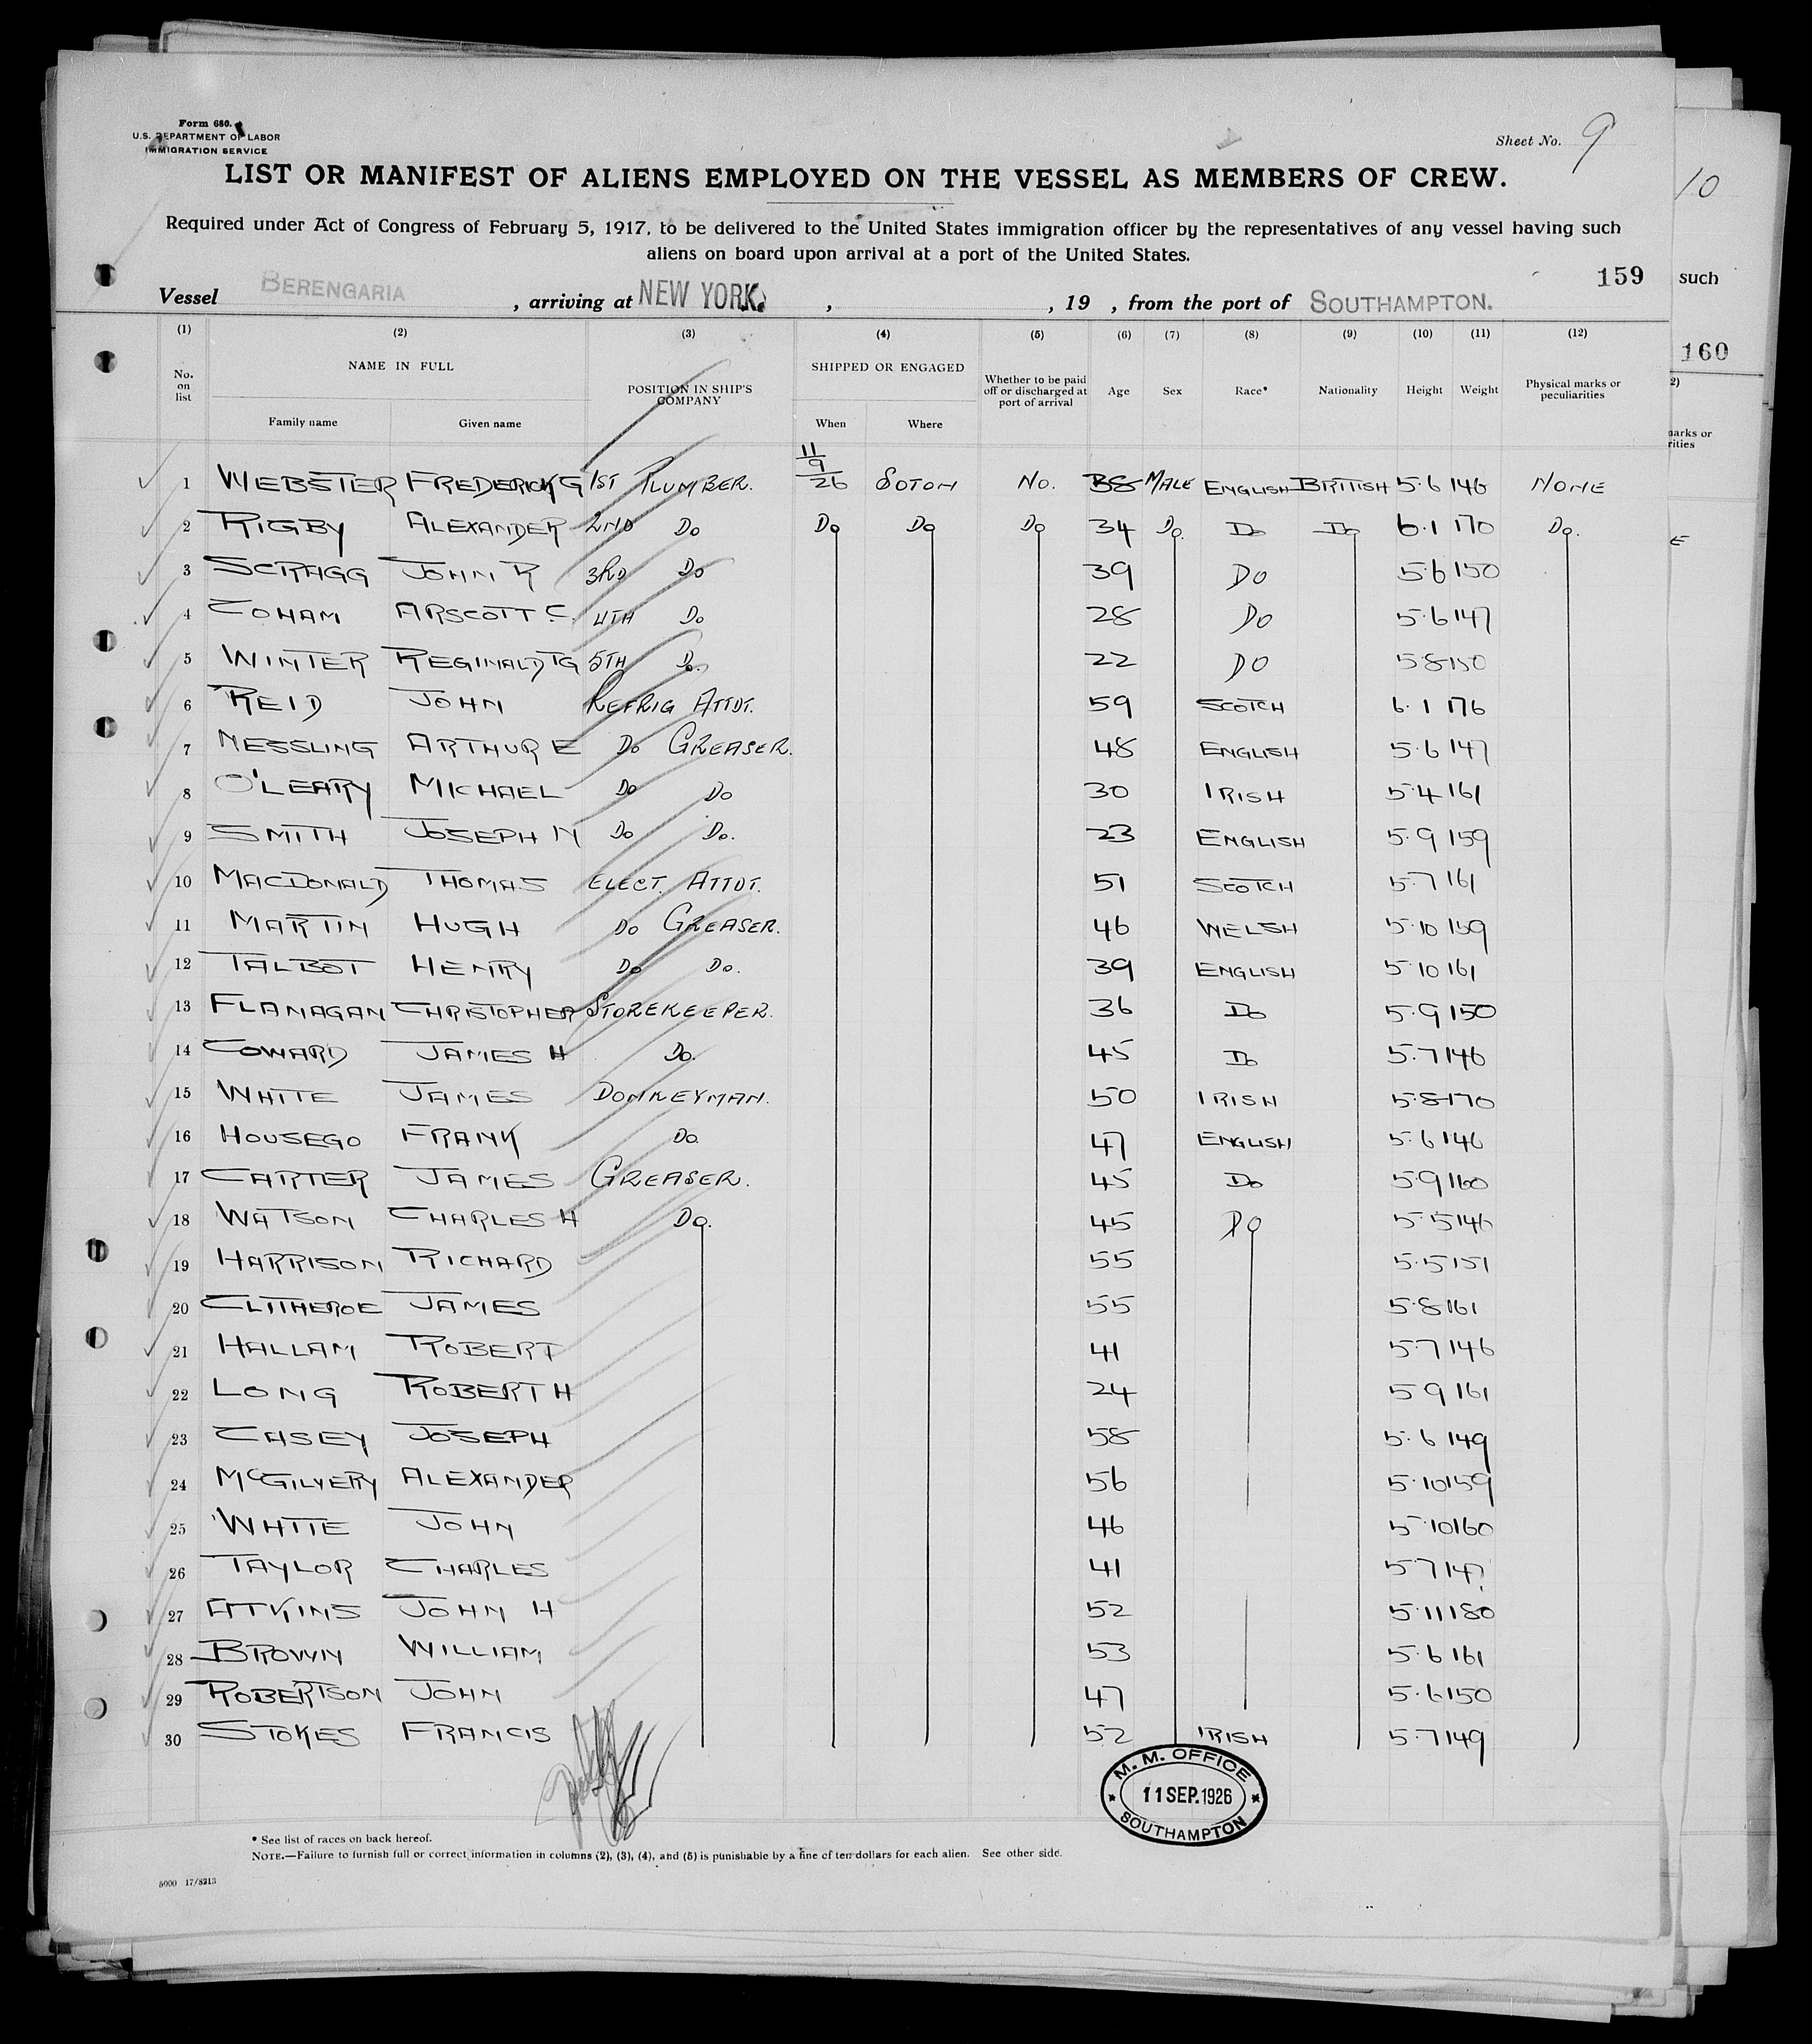 Form 680.
U.S. DEPARTMENT OF LABOR
IMMIGRATION SERVICE
Sheet No. 9
10
LIST OR MANIFEST OF ALIENS EMPLOYED ON THE VESSEL AS MEMBERS OF CREW.
Required under Act of Congress of February 5, 1917, to be delivered to the United States immigration officer by the representatives of any vessel having such
aliens on board upon arrival at a port of the United States.
159 such
Vessel BERENGARIA , arriving at NEW YORK. , , 19 , from the port of SOUTHAMPTON.
160
(1) (2) (3) (4) (5) (6) (7) (8) (9) (10) (11) (12)
No. on list NAME IN FULL POSITION IN SHIP'S COMPANY SHIPPED OR ENGAGED Whether to be paid off or discharged at port of arrival Age Sex Race* Nationality Height Weight Physical marks or peculiarities
Family name Given name When Where
1 WEBSTER FREDERICK G 1ST PLUMBER. 11/9/26 SOTON No. 38 MALE ENGLISH BRITISH 5.6 146 NONE
2 RIGBY ALEXANDER 2ND Do Do Do Do 34 Do. Do Do 6.1 170 Do.
3 SCRAGG JOHN R 3RD Do 39 DO 5.6 150
4 COHAM ARSCOTT C. 4TH Do 28 DO 5.6 147
5 WINTER REGINALD TG 5TH Do. 22 DO 5.8 150
6 REID JOHN REFRIG ATTDT. 59 SCOTCH 6.1 176
7 NESSLING ARTHUR E Do GREASER. 48 ENGLISH 5.6 147
8 O'LEARY MICHAEL Do Do 30 IRISH 5.4 161
9 SMITH JOSEPH N Do Do. 23 ENGLISH 5.9 159
10 MACDONALD THOMAS ELECT. ATTDT. 51 SCOTCH 5.7 161
11 MARTIN HUGH Do GREASER. 46 WELSH 5.10 159
12 TALBOT HENRY Do Do. 39 ENGLISH 5.10 161
13 FLANAGAN CHRISTOPHER STOREKEEPER. 36 Do 5.9 150
14 COWARD JAMES H Do. 45 Do 5.7 146
15 WHITE JAMES DONKEYMAN. 50 IRISH 5.8 170
16 HOUSEGO FRANK Do. 47 ENGLISH 5.6 146
17 CARTER JAMES GREASER. 45 Do 5.9 160
18 WATSON CHARLES H Do. 45 DO 5.5 146
19 HARRISON RICHARD 55 5.5 151
20 CLITHEROE JAMES 55 5.8 161
21 HALLAM ROBERT 41 5.7 146
22 LONG ROBERT H 24 5.9 161
23 CASEY JOSEPH 58 5.6 149
24 McGILVERY ALEXANDER 56 5.10 159
25 WHITE JOHN 46 5.10 160
26 TAYLOR CHARLES 41 5.7 147
27 ATKINS JOHN H 52 5.11 180
28 BROWN WILLIAM 53 5.6 161
29 ROBERTSON JOHN 47 5.6 150
30 STOKES FRANCIS 52 IRISH 5.7 149
M. M. OFFICE
11 SEP. 1926
SOUTHAMPTON
* See list of races on back hereof.
NOTE.—Failure to furnish full or correct information in columns (2), (3), (4), and (5) is punishable by a fine of ten dollars for each alien. See other side.
5000 17/8213